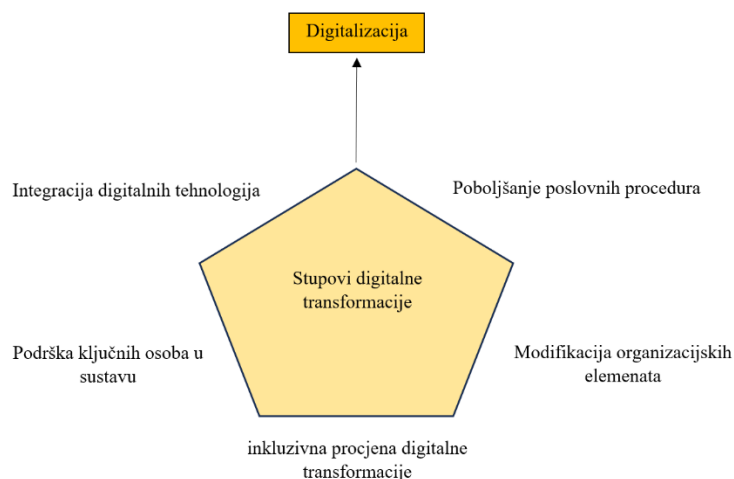 Digitalizacija
Integracija digitalnih tehnologija
Poboljšanje poslovnih procedura
Stupovi digitalne
transformacije
Podrška ključnih osoba u
sustavu
Modifikacija organizacijskih
elemenata
inkluzivna procjena digitalne
transformacije